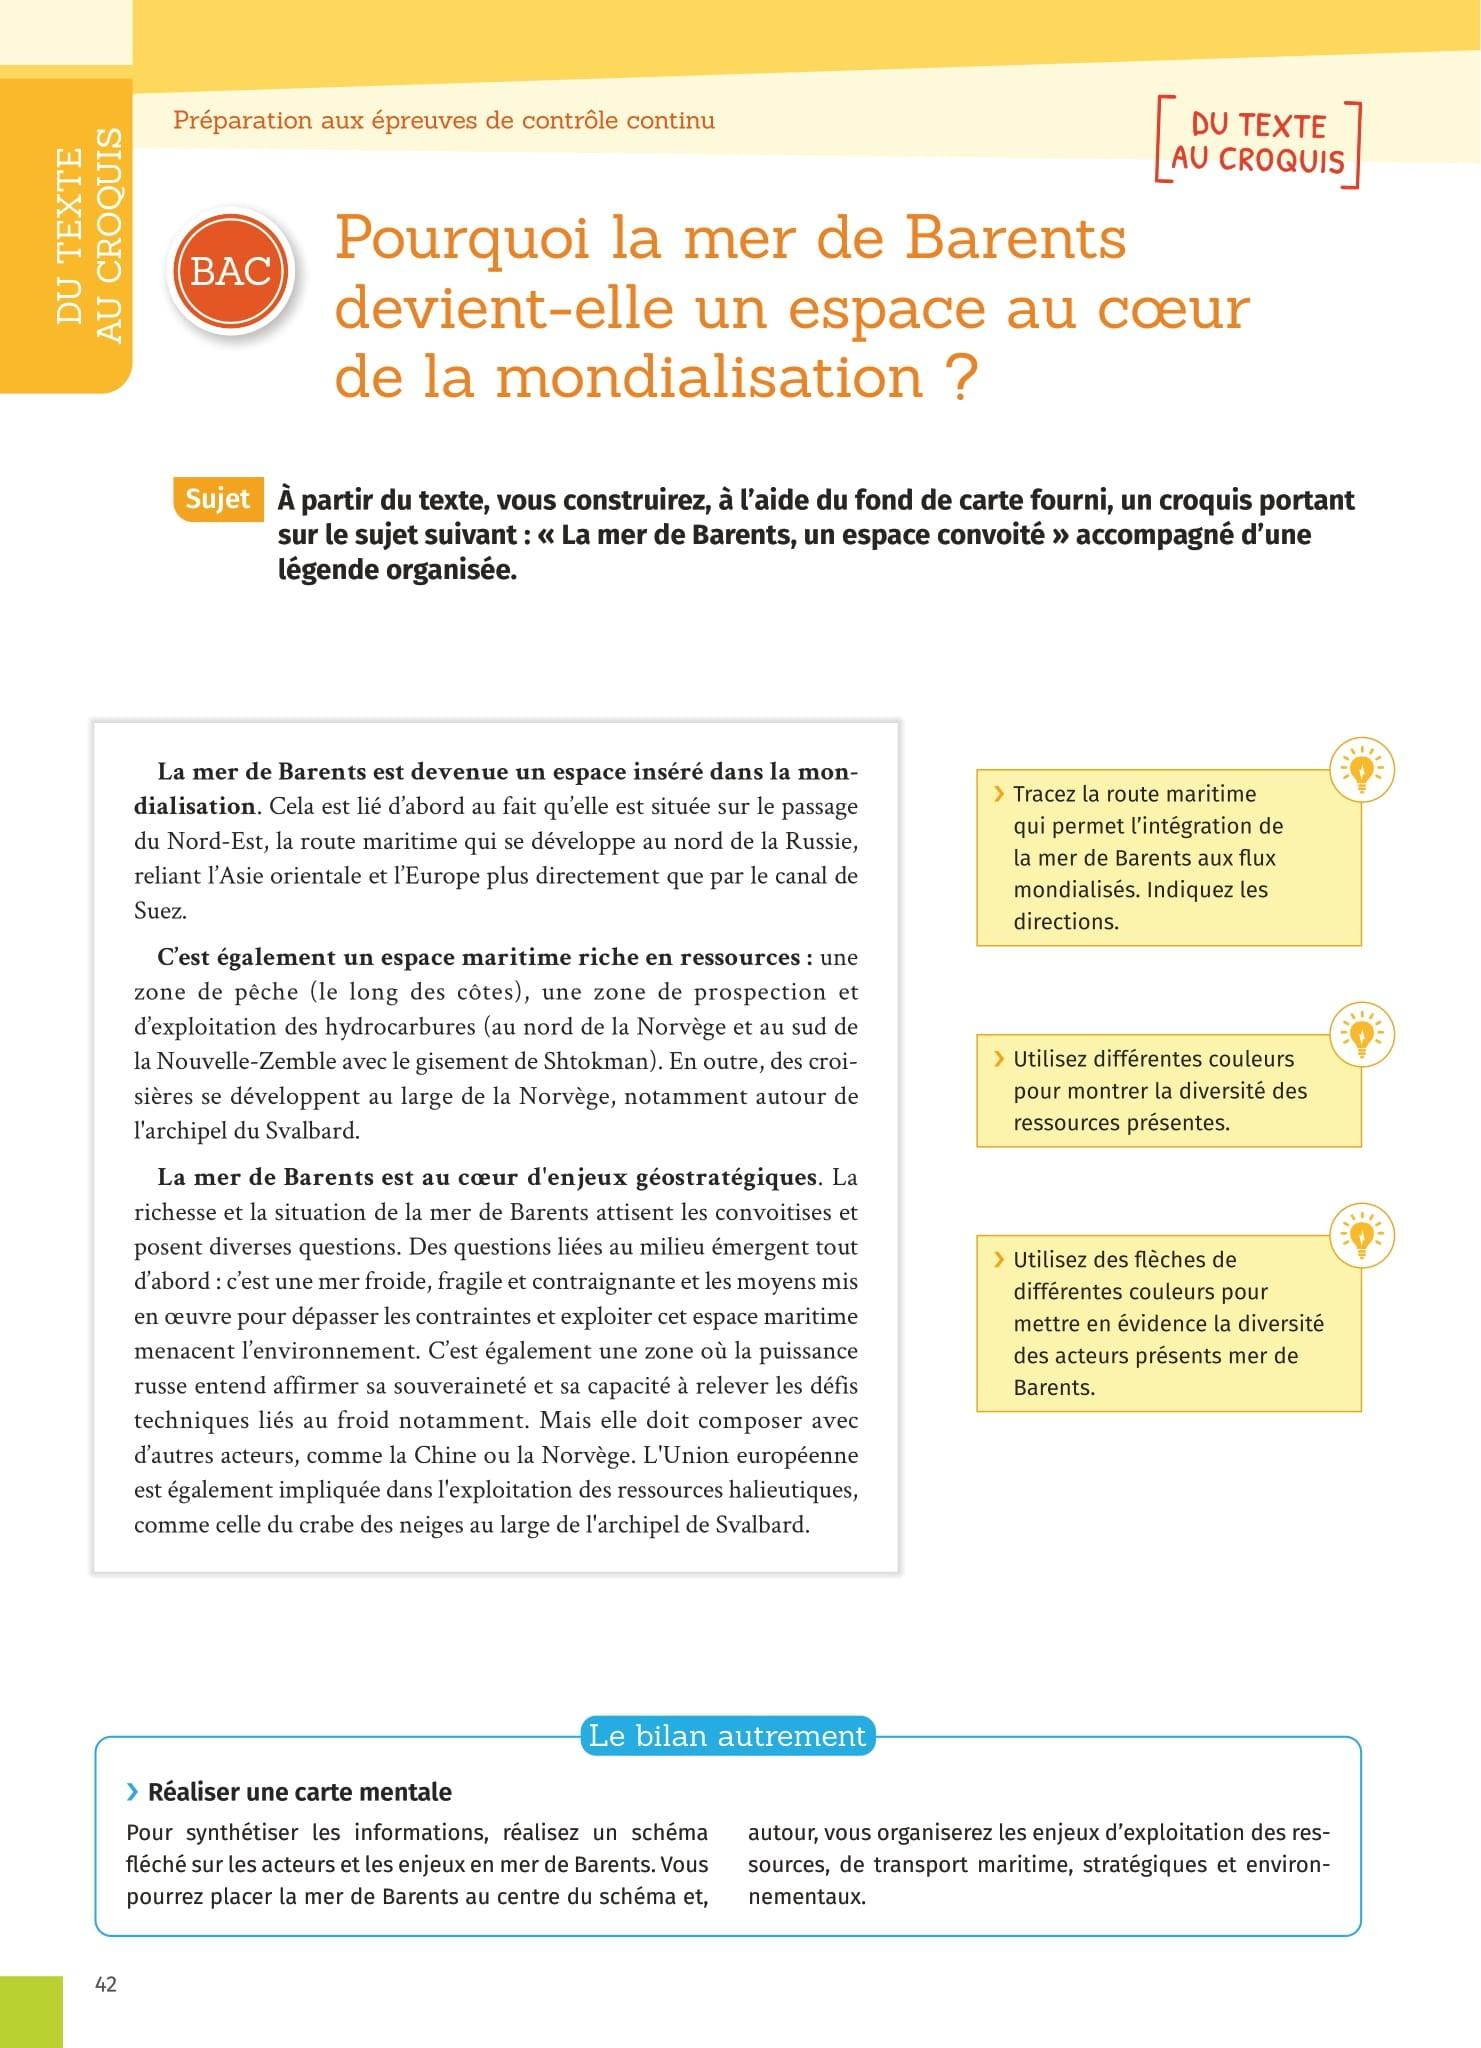 DU TEXTE
AU CROQUIS
Préparation aux épreuves de contrôle continu
DU TEXTE
AU CROQUIS
BAC
Pourquoi la mer de Barents
devient-elle un espace au cœur
de la mondialisation ?
Sujet
À partir du texte, vous construirez, à l'aide du fond de carte fourni, un croquis portant
sur le sujet suivant : « La mer de Barents, un espace convoité » accompagné d'une
légende organisée.
La mer de Barents est devenue un espace inséré dans la mon-
dialisation. Cela est lié d'abord au fait qu'elle est située sur le passage
du Nord-Est, la route maritime qui se développe au nord de la Russie,
reliant l'Asie orientale et l'Europe plus directement que par le canal de
Suez.
C'est également un espace maritime riche en ressources : une
zone de pêche (le long des côtes), une zone de prospection et
d'exploitation des hydrocarbures (au nord de la Norvège et au sud de
la Nouvelle-Zemble avec le gisement de Shtokman). En outre, des croi-
sières se développent au large de la Norvège, notamment autour de
l'archipel du Svalbard.
La mer de Barents est au cœur d'enjeux géostratégiques. La
richesse et la situation de la mer de Barents attisent les convoitises et
posent diverses questions. Des questions liées au milieu émergent tout
d'abord : c'est une mer froide, fragile et contraignante et les moyens mis
en œuvre pour dépasser les contraintes et exploiter cet espace maritime
menacent l'environnement. C'est également une zone où la puissance
russe entend affirmer sa souveraineté et sa capacité à relever les défis
techniques liés au froid notamment. Mais elle doit composer avec
d'autres acteurs, comme la Chine ou la Norvège. L'Union européenne
est également impliquée dans l'exploitation des ressources halieutiques,
comme celle du crabe des neiges au large de l'archipel de Svalbard.
› Tracez la route maritime
qui permet l'intégration de
la mer de Barents aux flux
mondialisés. Indiquez les
directions.
› Utilisez différentes couleurs
pour montrer la diversité des
ressources présentes.
› Utilisez des flèches de
différentes couleurs pour
mettre en évidence la diversité
des acteurs présents mer de
Barents.
Le bilan autrement
› Réaliser une carte mentale
Pour synthétiser les informations, réalisez un schéma
fléché sur les acteurs et les enjeux en mer de Barents. Vous
pourrez placer la mer de Barents au centre du schéma et,
autour, vous organiserez les enjeux d'exploitation des res-
sources, de transport maritime, stratégiques et environ-
nementaux.
42